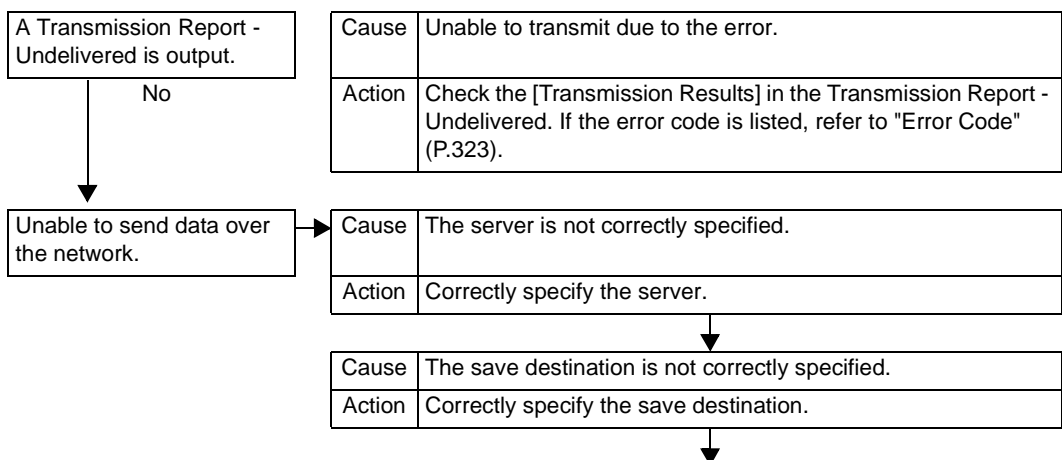 A Transmission Report -
Undelivered is output.
Cause Unable to transmit due to the error.
No
Action Check the [Transmission Results] in the Transmission Report -
Undelivered. If the error code is listed, refer to "Error Code"
(P.323).
Unable to send data over
the network.
Cause The server is not correctly specified.
Action Correctly specify the server.
Cause The save destination is not correctly specified.
Action Correctly specify the save destination.